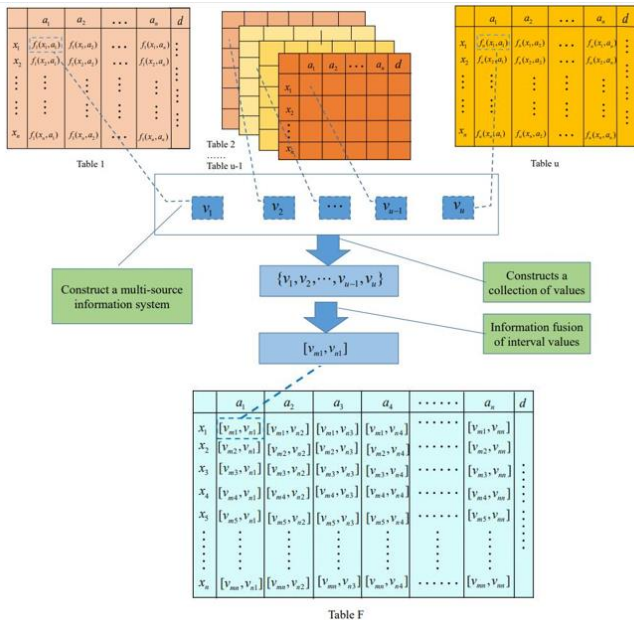 a₁ a₂ … aₙ d
x₁ f₁(x₁,a₁) f₁(x₁,a₂) … f₁(x₁,aₙ)
x₂ f₁(x₂,a₁) f₁(x₂,a₂) … f₁(x₂,aₙ)
xₙ f₁(xₙ,a₁) f₁(xₙ,a₂) … f₁(xₙ,aₙ)
Table 1
a₁ a₂ … aₙ d
x₁
x₂
xₙ
Table 2
……
Table u-1
a₁ a₂ … aₙ d
x₁ fᵤ(x₁,a₁) fᵤ(x₁,a₂) … fᵤ(x₁,aₙ)
x₂ fᵤ(x₂,a₁) fᵤ(x₂,a₂) … fᵤ(x₂,aₙ)
xₙ fᵤ(xₙ,a₁) fᵤ(xₙ,a₂) … fᵤ(xₙ,aₙ)
Table u
v₁ v₂ … vᵤ₋₁ vᵤ
Construct a multi-source
information system
{v₁,v₂,⋯,vᵤ₋₁,vᵤ}
Constructs a
collection of values
Information fusion
of interval values
[vₘ₁,vₙ₁]
a₁ a₂ a₃ a₄ …… aₙ d
x₁ [vₘ₁,vₙ₁] [vₘ₁,vₙ₂] [vₘ₁,vₙ₃] [vₘ₁,vₙ₄] …… [vₘ₁,vₙₙ]
x₂ [vₘ₂,vₙ₁] [vₘ₂,vₙ₂] [vₘ₂,vₙ₃] [vₘ₂,vₙ₄] …… [vₘ₂,vₙₙ]
x₃ [vₘ₃,vₙ₁] [vₘ₃,vₙ₂] [vₘ₃,vₙ₃] [vₘ₃,vₙ₄] …… [vₘ₃,vₙₙ]
x₄ [vₘ₄,vₙ₁] [vₘ₄,vₙ₂] [vₘ₄,vₙ₃] [vₘ₄,vₙ₄] …… [vₘ₄,vₙₙ]
x₅ [vₘ₅,vₙ₁] [vₘ₅,vₙ₂] [vₘ₅,vₙ₃] [vₘ₅,vₙ₄] …… [vₘ₅,vₙₙ]
xₙ [vₘₙ,vₙ₁] [vₘₙ,vₙ₂] [vₘₙ,vₙ₃] [vₘₙ,vₙ₄] …… [vₘₙ,vₙₙ]
Table F